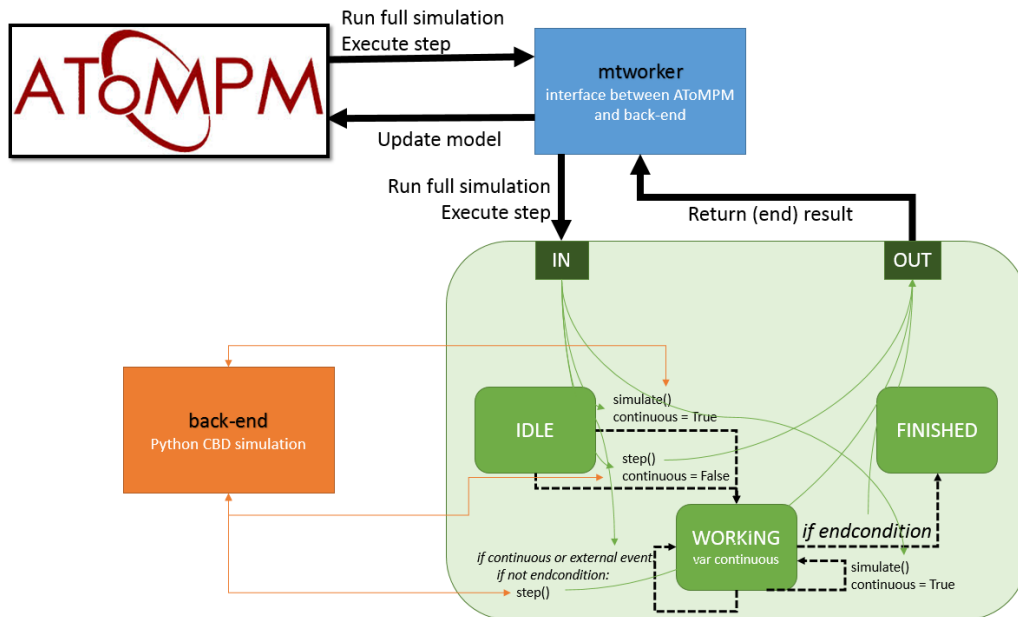 Run full simulation
Execute step
AToMPM
mtworker
interface between AToMPM
and back-end
Update model
Run full simulation
Execute step
Return (end) result
IN
OUT
back-end
Python CBD simulation
IDLE
simulate()
continuous = True
step()
continuous = False
FINISHED
WORKiNG
var continuous
if endcondition
if continuous or external event
if not endcondition:
step()
simulate()
continuous = True